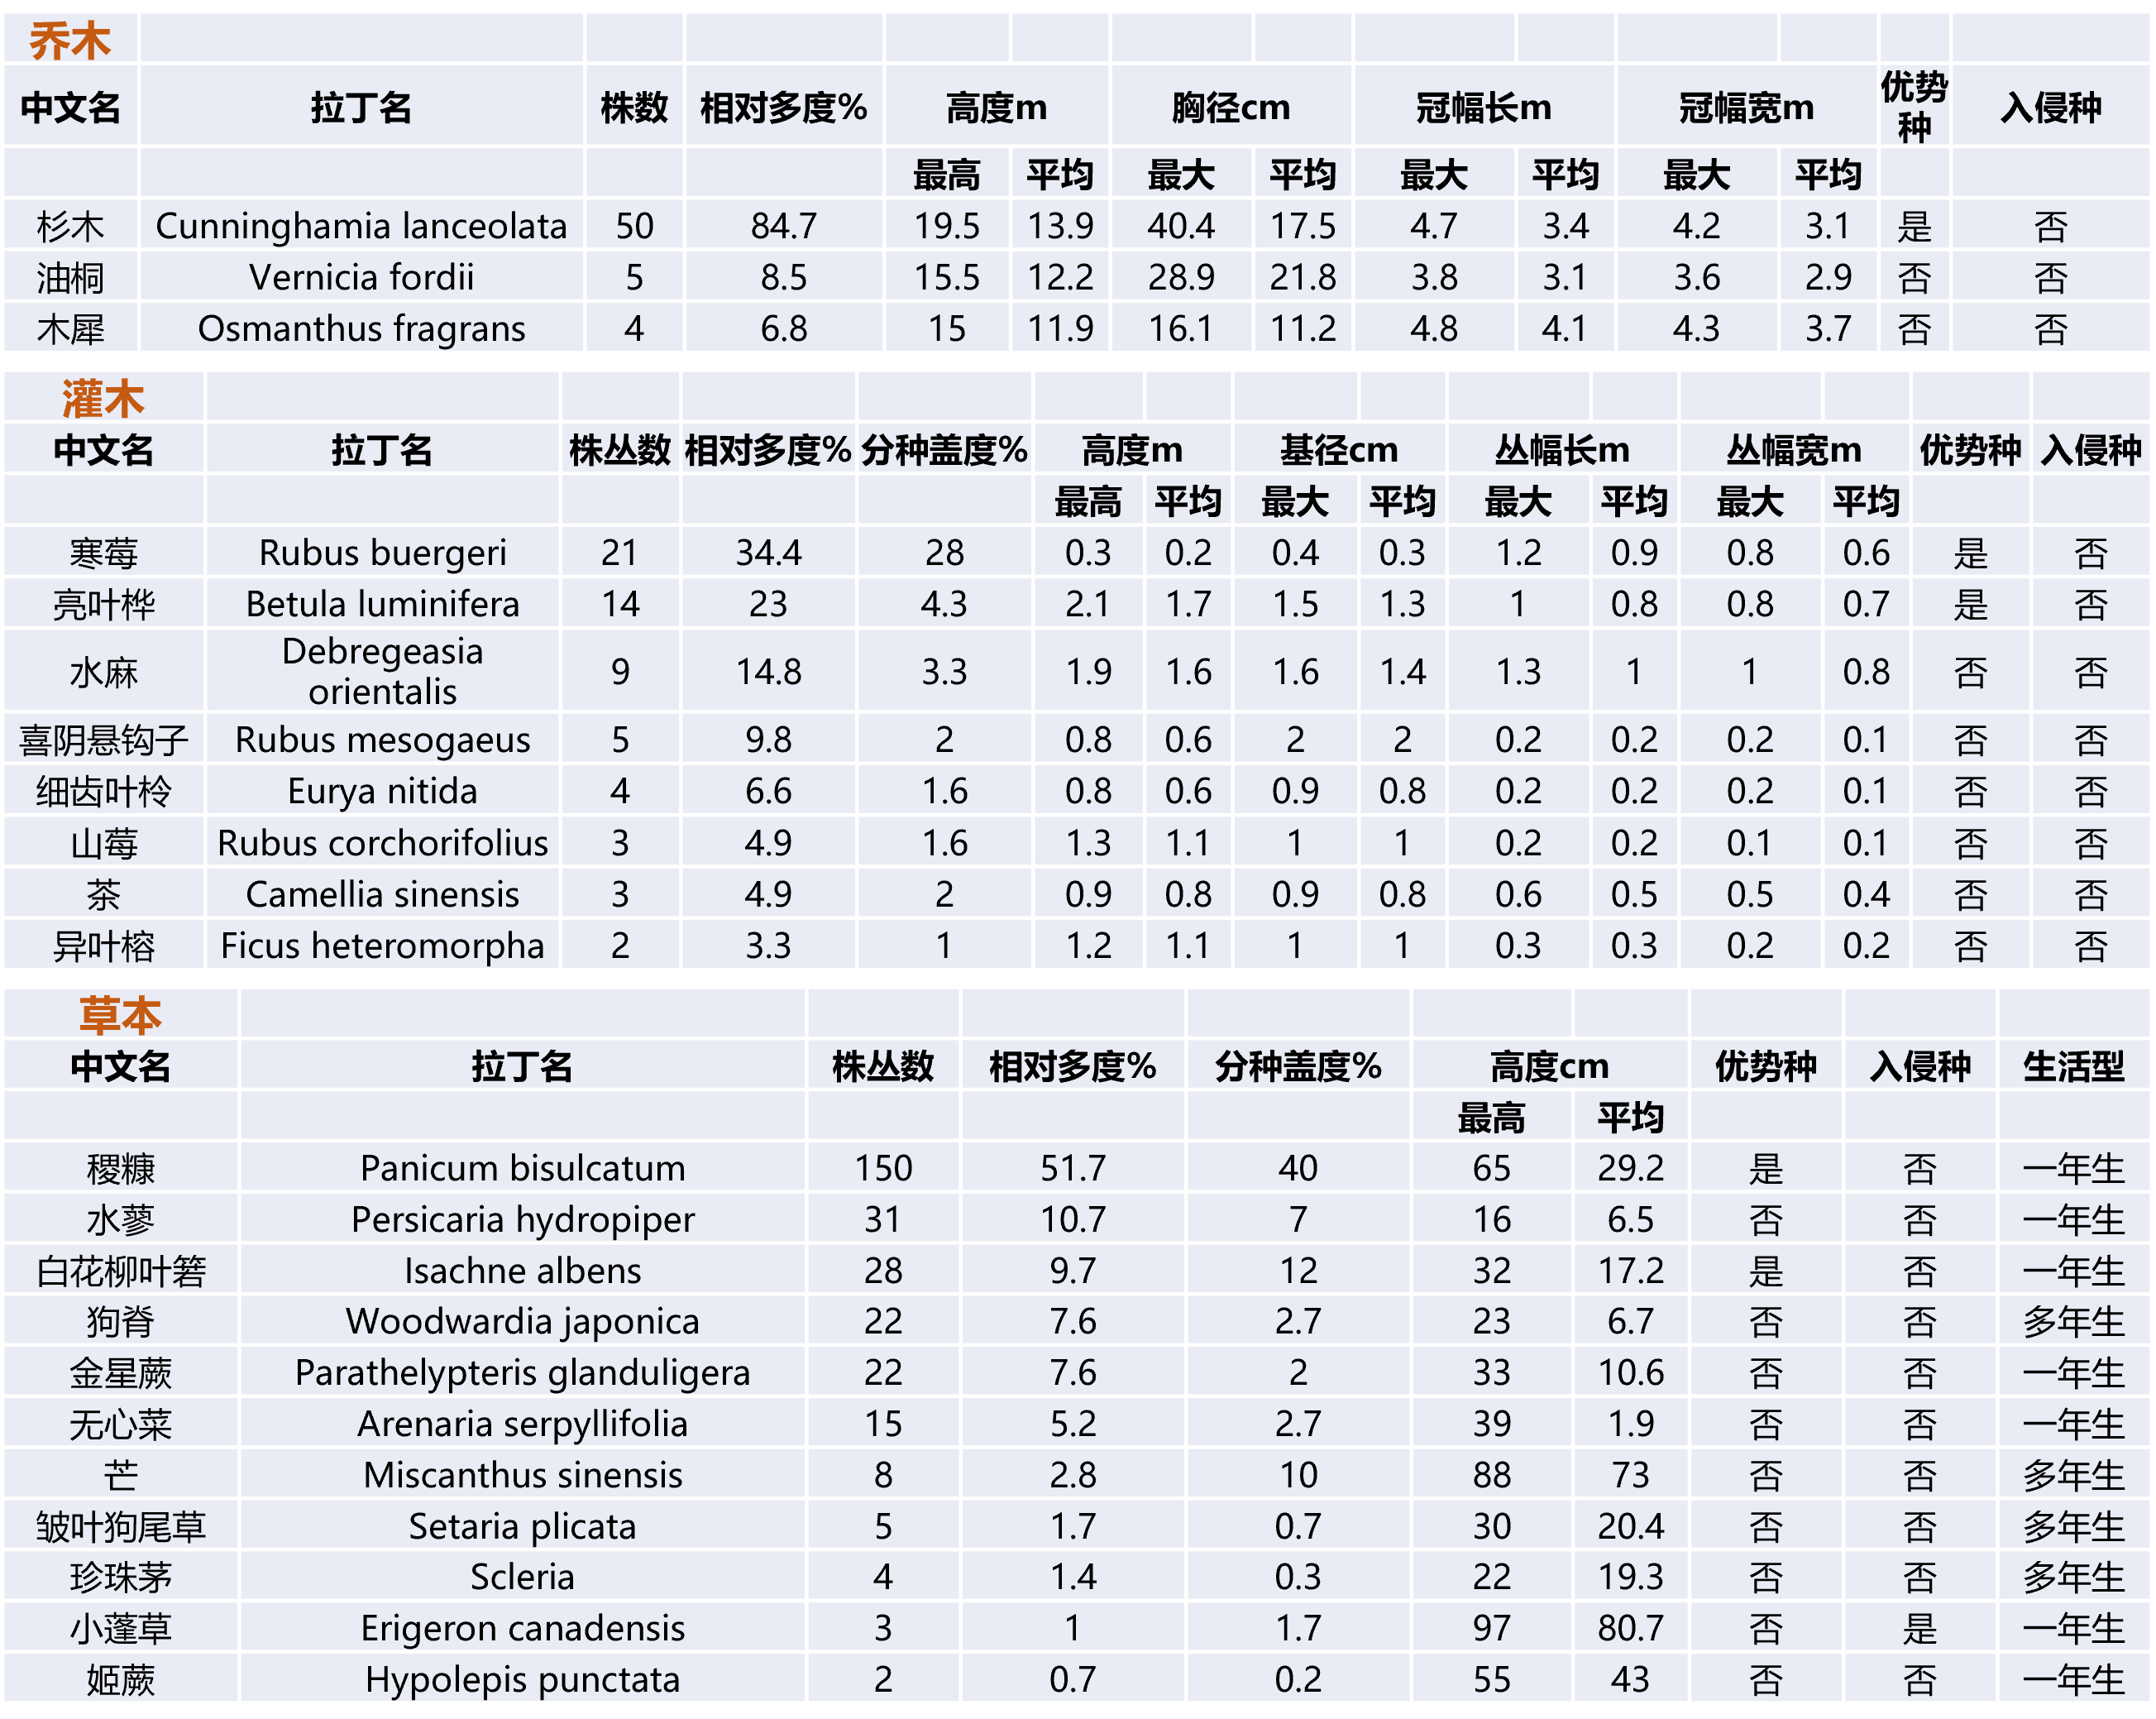 乔木
中文名 拉丁名 株数 相对多度% 高度m 胸径cm 冠幅长m 冠幅宽m 优势种 入侵种
最高 平均 最大 平均 最大 平均 最大 平均
杉木 Cunninghamia lanceolata 50 84.7 19.5 13.9 40.4 17.5 4.7 3.4 4.2 3.1 是 否
油桐 Vernicia fordii 5 8.5 15.5 12.2 28.9 21.8 3.8 3.1 3.6 2.9 否 否
木犀 Osmanthus fragrans 4 6.8 15 11.9 16.1 11.2 4.8 4.1 4.3 3.7 否 否
灌木
中文名 拉丁名 株丛数 相对多度% 分种盖度% 高度m 基径cm 丛幅长m 丛幅宽m 优势种 入侵种
最高 平均 最大 平均 最大 平均 最大 平均
寒莓 Rubus buergeri 21 34.4 28 0.3 0.2 0.4 0.3 1.2 0.9 0.8 0.6 是 否
亮叶桦 Betula luminifera 14 23 4.3 2.1 1.7 1.5 1.3 1 0.8 0.8 0.7 是 否
水麻 Debregeasia orientalis 9 14.8 3.3 1.9 1.6 1.6 1.4 1.3 1 1 0.8 否 否
喜阴悬钩子 Rubus mesogaeus 5 9.8 2 0.8 0.6 2 2 0.2 0.2 0.2 0.1 否 否
细齿叶柃 Eurya nitida 4 6.6 1.6 0.8 0.6 0.9 0.8 0.2 0.2 0.2 0.1 否 否
山莓 Rubus corchorifolius 3 4.9 1.6 1.3 1.1 1 1 0.2 0.2 0.1 0.1 否 否
茶 Camellia sinensis 3 4.9 2 0.9 0.8 0.9 0.8 0.6 0.5 0.5 0.4 否 否
异叶榕 Ficus heteromorpha 2 3.3 1 1.2 1.1 1 1 0.3 0.3 0.2 0.2 否 否
草本
中文名 拉丁名 株丛数 相对多度% 分种盖度% 高度cm 优势种 入侵种 生活型
最高 平均
稷糠 Panicum bisulcatum 150 51.7 40 65 29.2 是 否 一年生
水蓼 Persicaria hydropiper 31 10.7 7 16 6.5 否 否 一年生
白花柳叶箬 Isachne albens 28 9.7 12 32 17.2 是 否 一年生
狗脊 Woodwardia japonica 22 7.6 2.7 23 6.7 否 否 多年生
金星蕨 Parathelypteris glanduligera 22 7.6 2 33 10.6 否 否 一年生
无心菜 Arenaria serpyllifolia 15 5.2 2.7 39 1.9 否 否 一年生
芒 Miscanthus sinensis 8 2.8 10 88 73 否 否 多年生
皱叶狗尾草 Setaria plicata 5 1.7 0.7 30 20.4 否 否 多年生
珍珠茅 Scleria 4 1.4 0.3 22 19.3 否 否 多年生
小蓬草 Erigeron canadensis 3 1 1.7 97 80.7 否 是 一年生
姬蕨 Hypolepis punctata 2 0.7 0.2 55 43 否 否 一年生